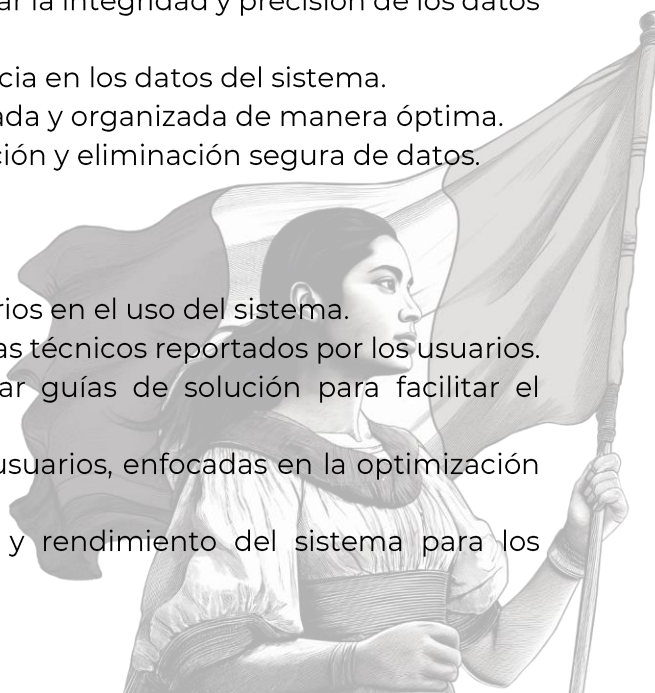 ar la integridad y precisión de los datos
cia en los datos del sistema.
ada y organizada de manera óptima.
ción y eliminación segura de datos.
rios en el uso del sistema.
as técnicos reportados por los usuarios.
ar guías de solución para facilitar el
usuarios, enfocadas en la optimización
y rendimiento del sistema para los